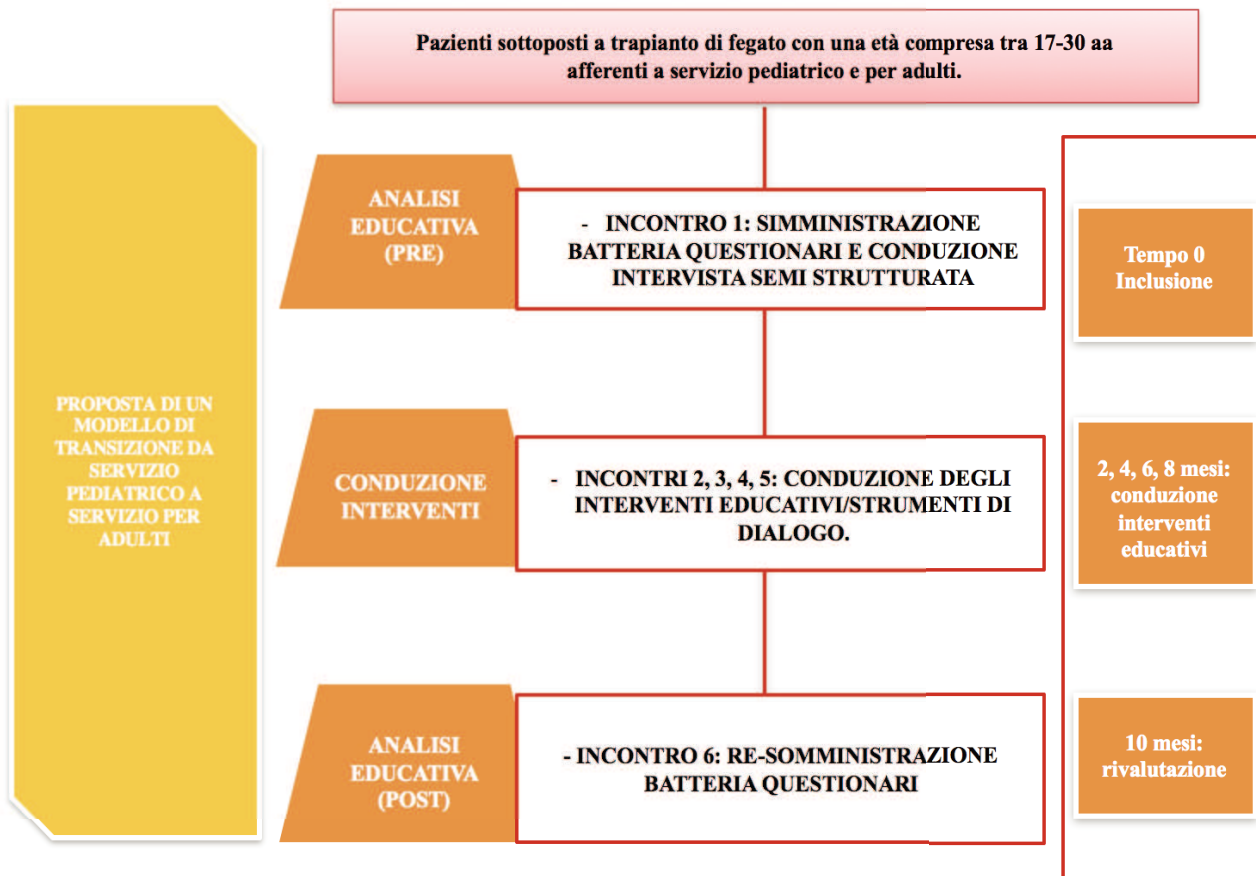 Pazienti sottoposti a trapianto di fegato con una età compresa tra 17-30 aa
afferenti a servizio pediatrico e per adulti.
PROPOSTA DI UN
MODELLO DI
TRANSIZIONE DA
SERVIZIO
PEDIATRICO A
SERVIZIO PER
ADULTI
ANALISI
EDUCATIVA
(PRE)
- INCONTRO 1: SIMMINISTRAZIONE
BATTERIA QUESTIONARI E CONDUZIONE
INTERVISTA SEMI STRUTTURATA
Tempo 0
Inclusione
CONDUZIONE
INTERVENTI
- INCONTRI 2, 3, 4, 5: CONDUZIONE DEGLI
INTERVENTI EDUCATIVI/STRUMENTI DI
DIALOGO.
2, 4, 6, 8 mesi:
conduzione
interventi
educativi
ANALISI
EDUCATIVA
(POST)
- INCONTRO 6: RE-SOMMINISTRAZIONE
BATTERIA QUESTIONARI
10 mesi:
rivalutazione